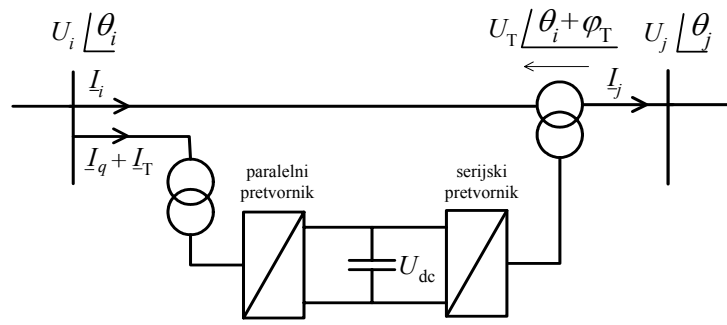 U_i∠θ_i
U_T∠θ_i+φ_T
U_j∠θ_j
I_i
I_j
I_q + I_T
paralelni
pretvornik
serijski
pretvornik
U_dc